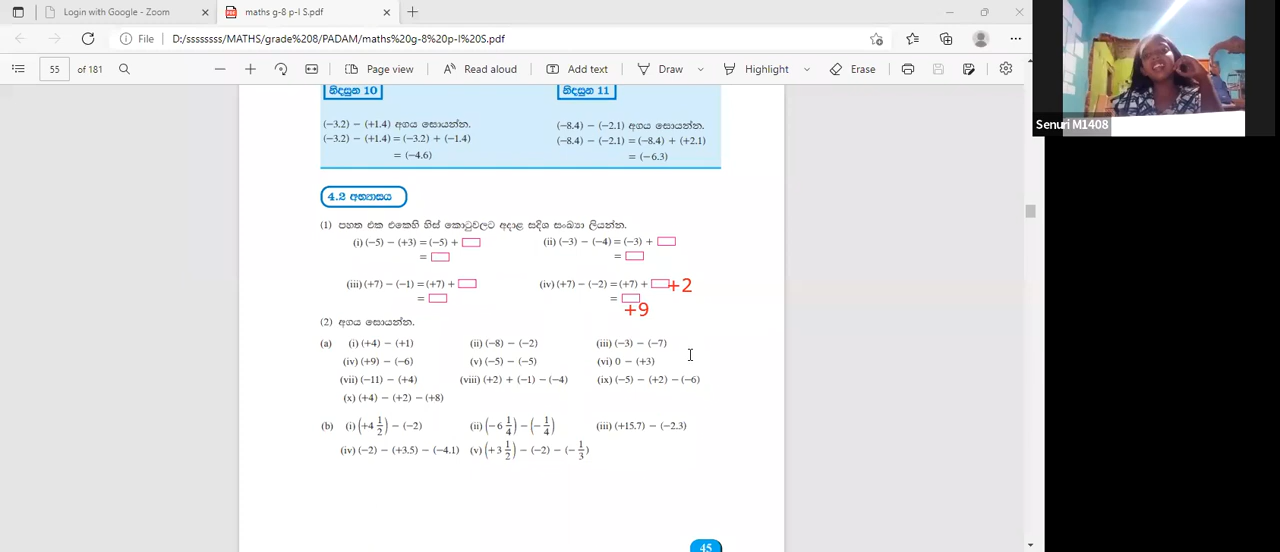 Login with Google - Zoom
maths g-8 p-I S.pdf
File
D:/ssssssss/MATHS/grade%208/PADAM/maths%20g-8%20p-I%20S.pdf
55 of 181
Page view
Read aloud
Add text
Draw
Highlight
Erase
නිදසුන 10
නිදසුන 11
(−3.2) − (+1.4) අගය සොයන්න.
(−3.2) − (+1.4) = (−3.2) + (−1.4)
= (−4.6)
(−8.4) − (−2.1) අගය සොයන්න.
(−8.4) − (−2.1) = (−8.4) + (+2.1)
= (−6.3)
Senuri M1408
4.2 අභ්‍යාසය
(1) පහත එක එකෙහි හිස් කොටුවලට අදාළ සදිශ සංඛ්‍යා ලියන්න.
(i) (−5) − (+3) = (−5) +
=
(ii) (−3) − (−4) = (−3) +
=
(iii) (+7) − (−1) = (+7) +
=
(iv) (+7) − (−2) = (+7) + +2
= +9
(2) අගය සොයන්න.
(a) (i) (+4) − (+1) (ii) (−8) − (−2) (iii) (−3) − (−7)
(iv) (+9) − (−6) (v) (−5) − (−5) (vi) 0 − (+3)
(vii) (−11) − (+4) (viii) (+2) + (−1) − (−4) (ix) (−5) − (+2) − (−6)
(x) (+4) − (+2) − (+8)
(b) (i) (+4 1/2) − (−2) (ii) (−6 1/4) − (−1/4) (iii) (+15.7) − (−2.3)
(iv) (−2) − (+3.5) − (−4.1) (v) (+3 1/2) − (−2) − (−1/3)
45